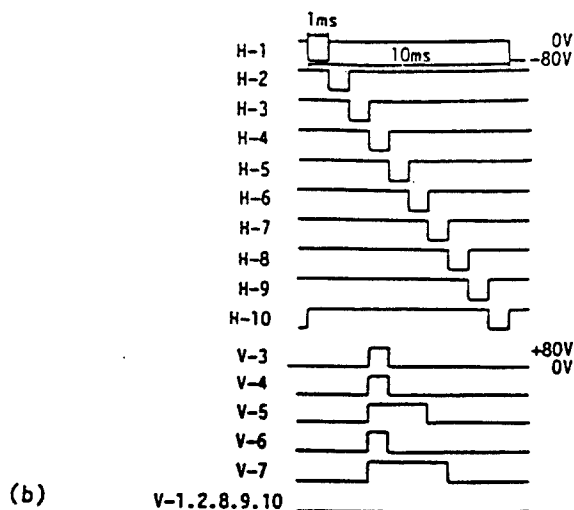 1ms
H-1 0V
10ms -80V
H-2
H-3
H-4
H-5
H-6
H-7
H-8
H-9
H-10
V-3 +80V
0V
V-4
V-5
V-6
V-7
(b) V-1.2.8.9.10